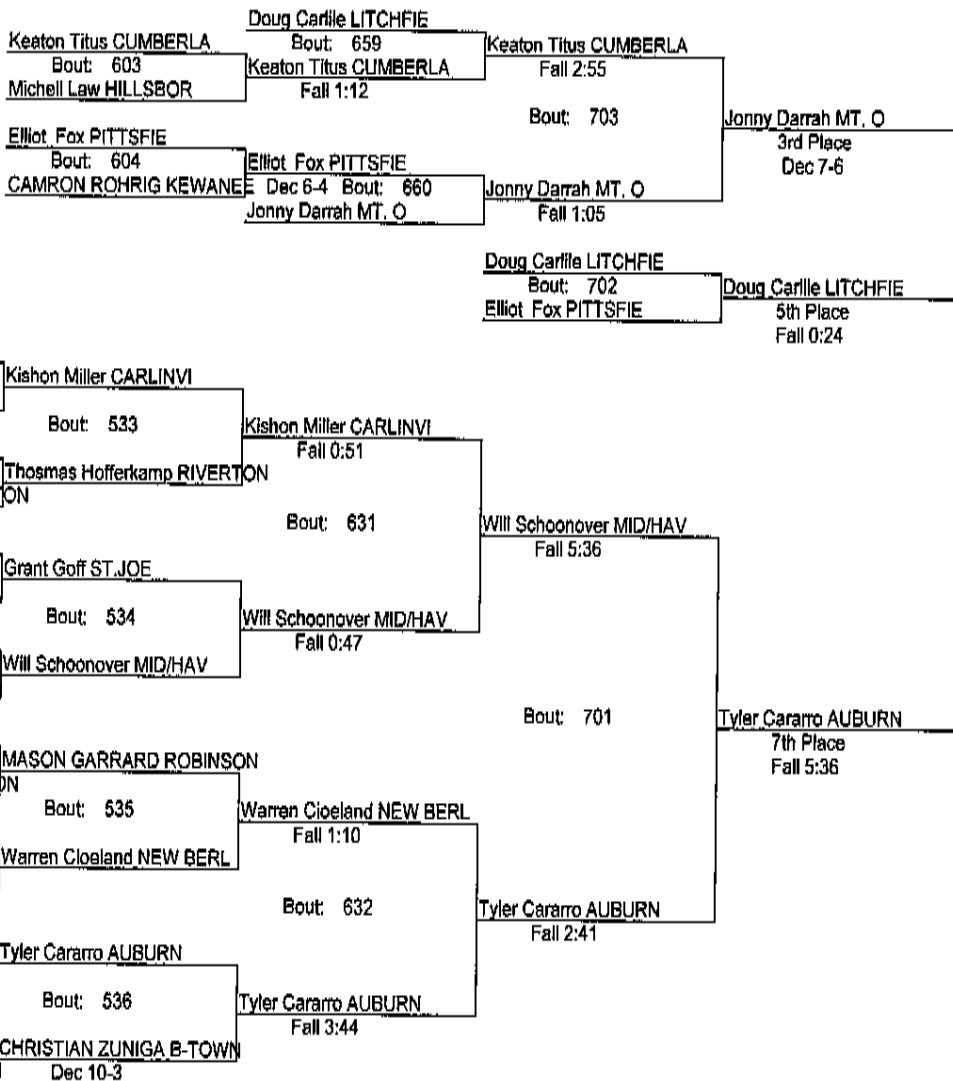 Doug Carlile LITCHFIE
Keaton Titus CUMBERLA
Bout: 659
Keaton Titus CUMBERLA
Bout: 603
Keaton Titus CUMBERLA
Fall 2:55
Michell Law HILLSBOR
Fall 1:12
Bout: 703
Jonny Darrah MT. O
3rd Place
Dec 7-6
Elliot Fox PITTSFIE
Bout: 604
Elliot Fox PITTSFIE
CAMRON ROHRIG KEWANEE
Dec 6-4 Bout: 660
Jonny Darrah MT. O
Jonny Darrah MT. O
Fall 1:05
Doug Carlile LITCHFIE
Bout: 702
Doug Carlile LITCHFIE
Elliot Fox PITTSFIE
5th Place
Fall 0:24
Kishon Miller CARLINVI
Bout: 533
Kishon Miller CARLINVI
Fall 0:51
Thosmas Hofferkamp RIVERTON
ON
Bout: 631
Will Schoonover MID/HAV
Fall 5:36
Grant Goff ST.JOE
Bout: 534
Will Schoonover MID/HAV
Fall 0:47
Will Schoonover MID/HAV
Bout: 701
Tyler Cararro AUBURN
7th Place
Fall 5:36
MASON GARRARD ROBINSON
ON
Bout: 535
Warren Cloeland NEW BERL
Fall 1:10
Warren Cloeland NEW BERL
Bout: 632
Tyler Cararro AUBURN
Fall 2:41
Tyler Cararro AUBURN
Bout: 536
Tyler Cararro AUBURN
Fall 3:44
CHRISTIAN ZUNIGA B-TOWN
Dec 10-3